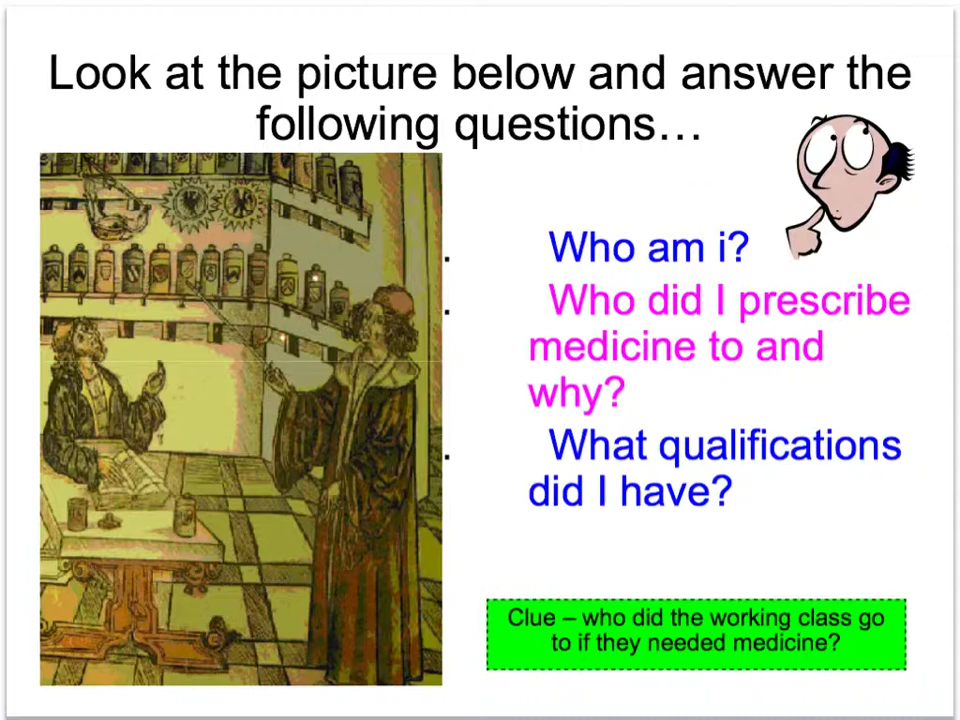 Look at the picture below and answer the
following questions…
. Who am i?
. Who did I prescribe
medicine to and
why?
. What qualifications
did I have?
Clue – who did the working class go
to if they needed medicine?